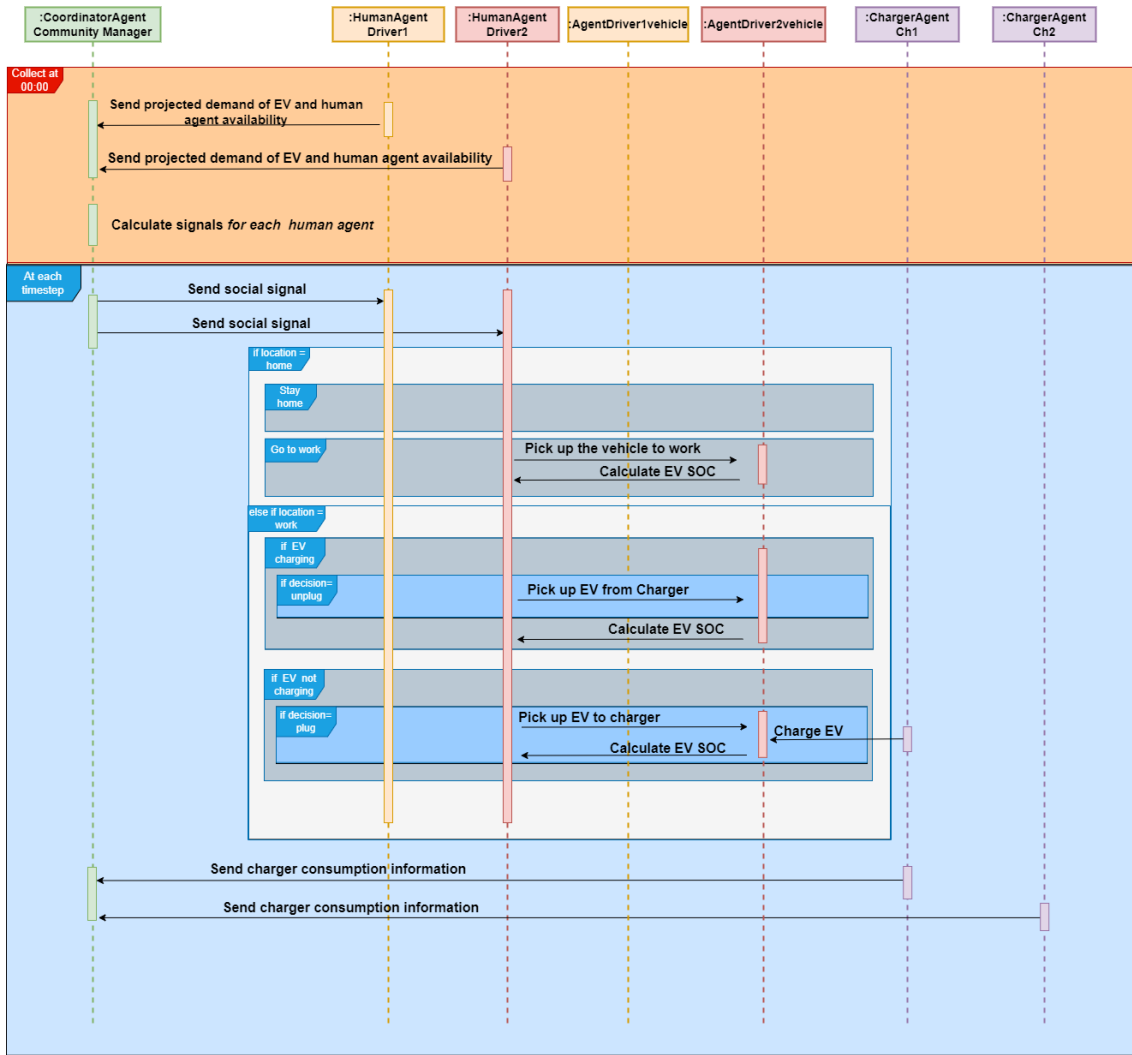 :CoordinatorAgent
Community Manager
:HumanAgent
Driver1
:HumanAgent
Driver2
:AgentDriver1vehicle
:AgentDriver2vehicle
:ChargerAgent
Ch1
:ChargerAgent
Ch2
Collect at
00:00
Send projected demand of EV and human
agent availability
Send projected demand of EV and human agent availability
Calculate signals for each human agent
At each
timestep
Send social signal
Send social signal
if location =
home
Stay
home
Go to work
Pick up the vehicle to work
Calculate EV SOC
else if location =
work
if EV
charging
if decision=
unplug
Pick up EV from Charger
Calculate EV SOC
if EV not
charging
if decision=
plug
Pick up EV to charger
Charge EV
Calculate EV SOC
Send charger consumption information
Send charger consumption information